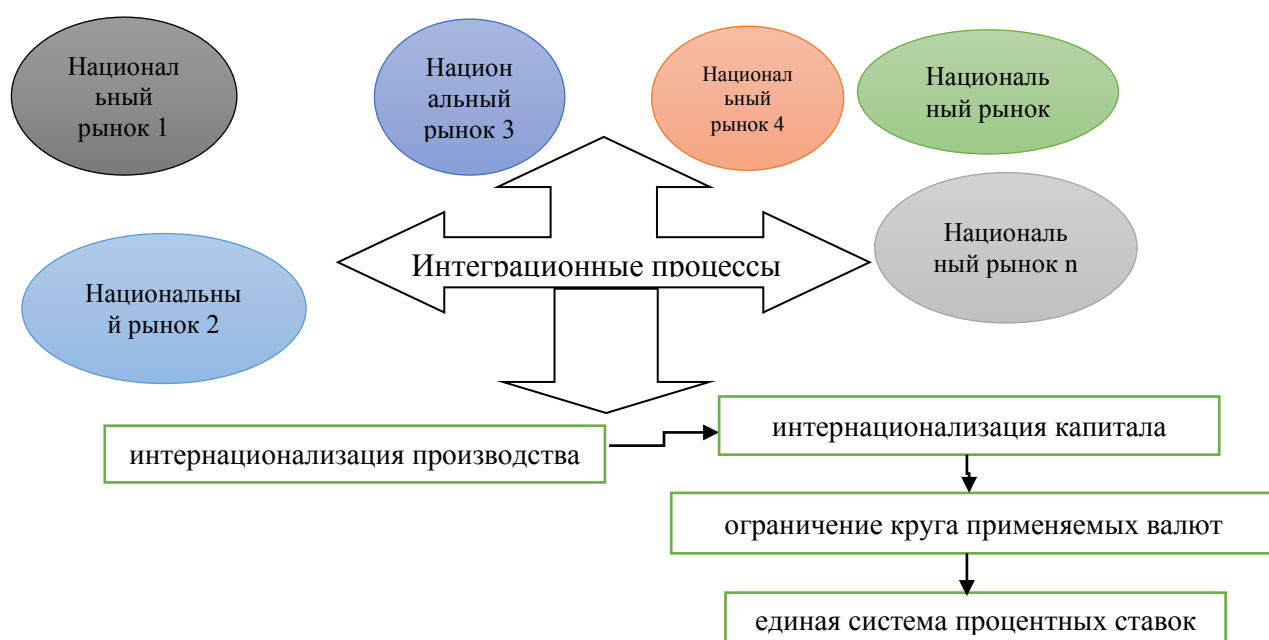 Национал
ьный
рынок 1
Национ
альный
рынок 3
Национал
ьный
рынок 4
Националь
ный рынок
Националь
ный рынок n
Интеграционные процессы
Национальны
й рынок 2
интернационализация производства
интернационализация капитала
ограничение круга применяемых валют
единая система процентных ставок